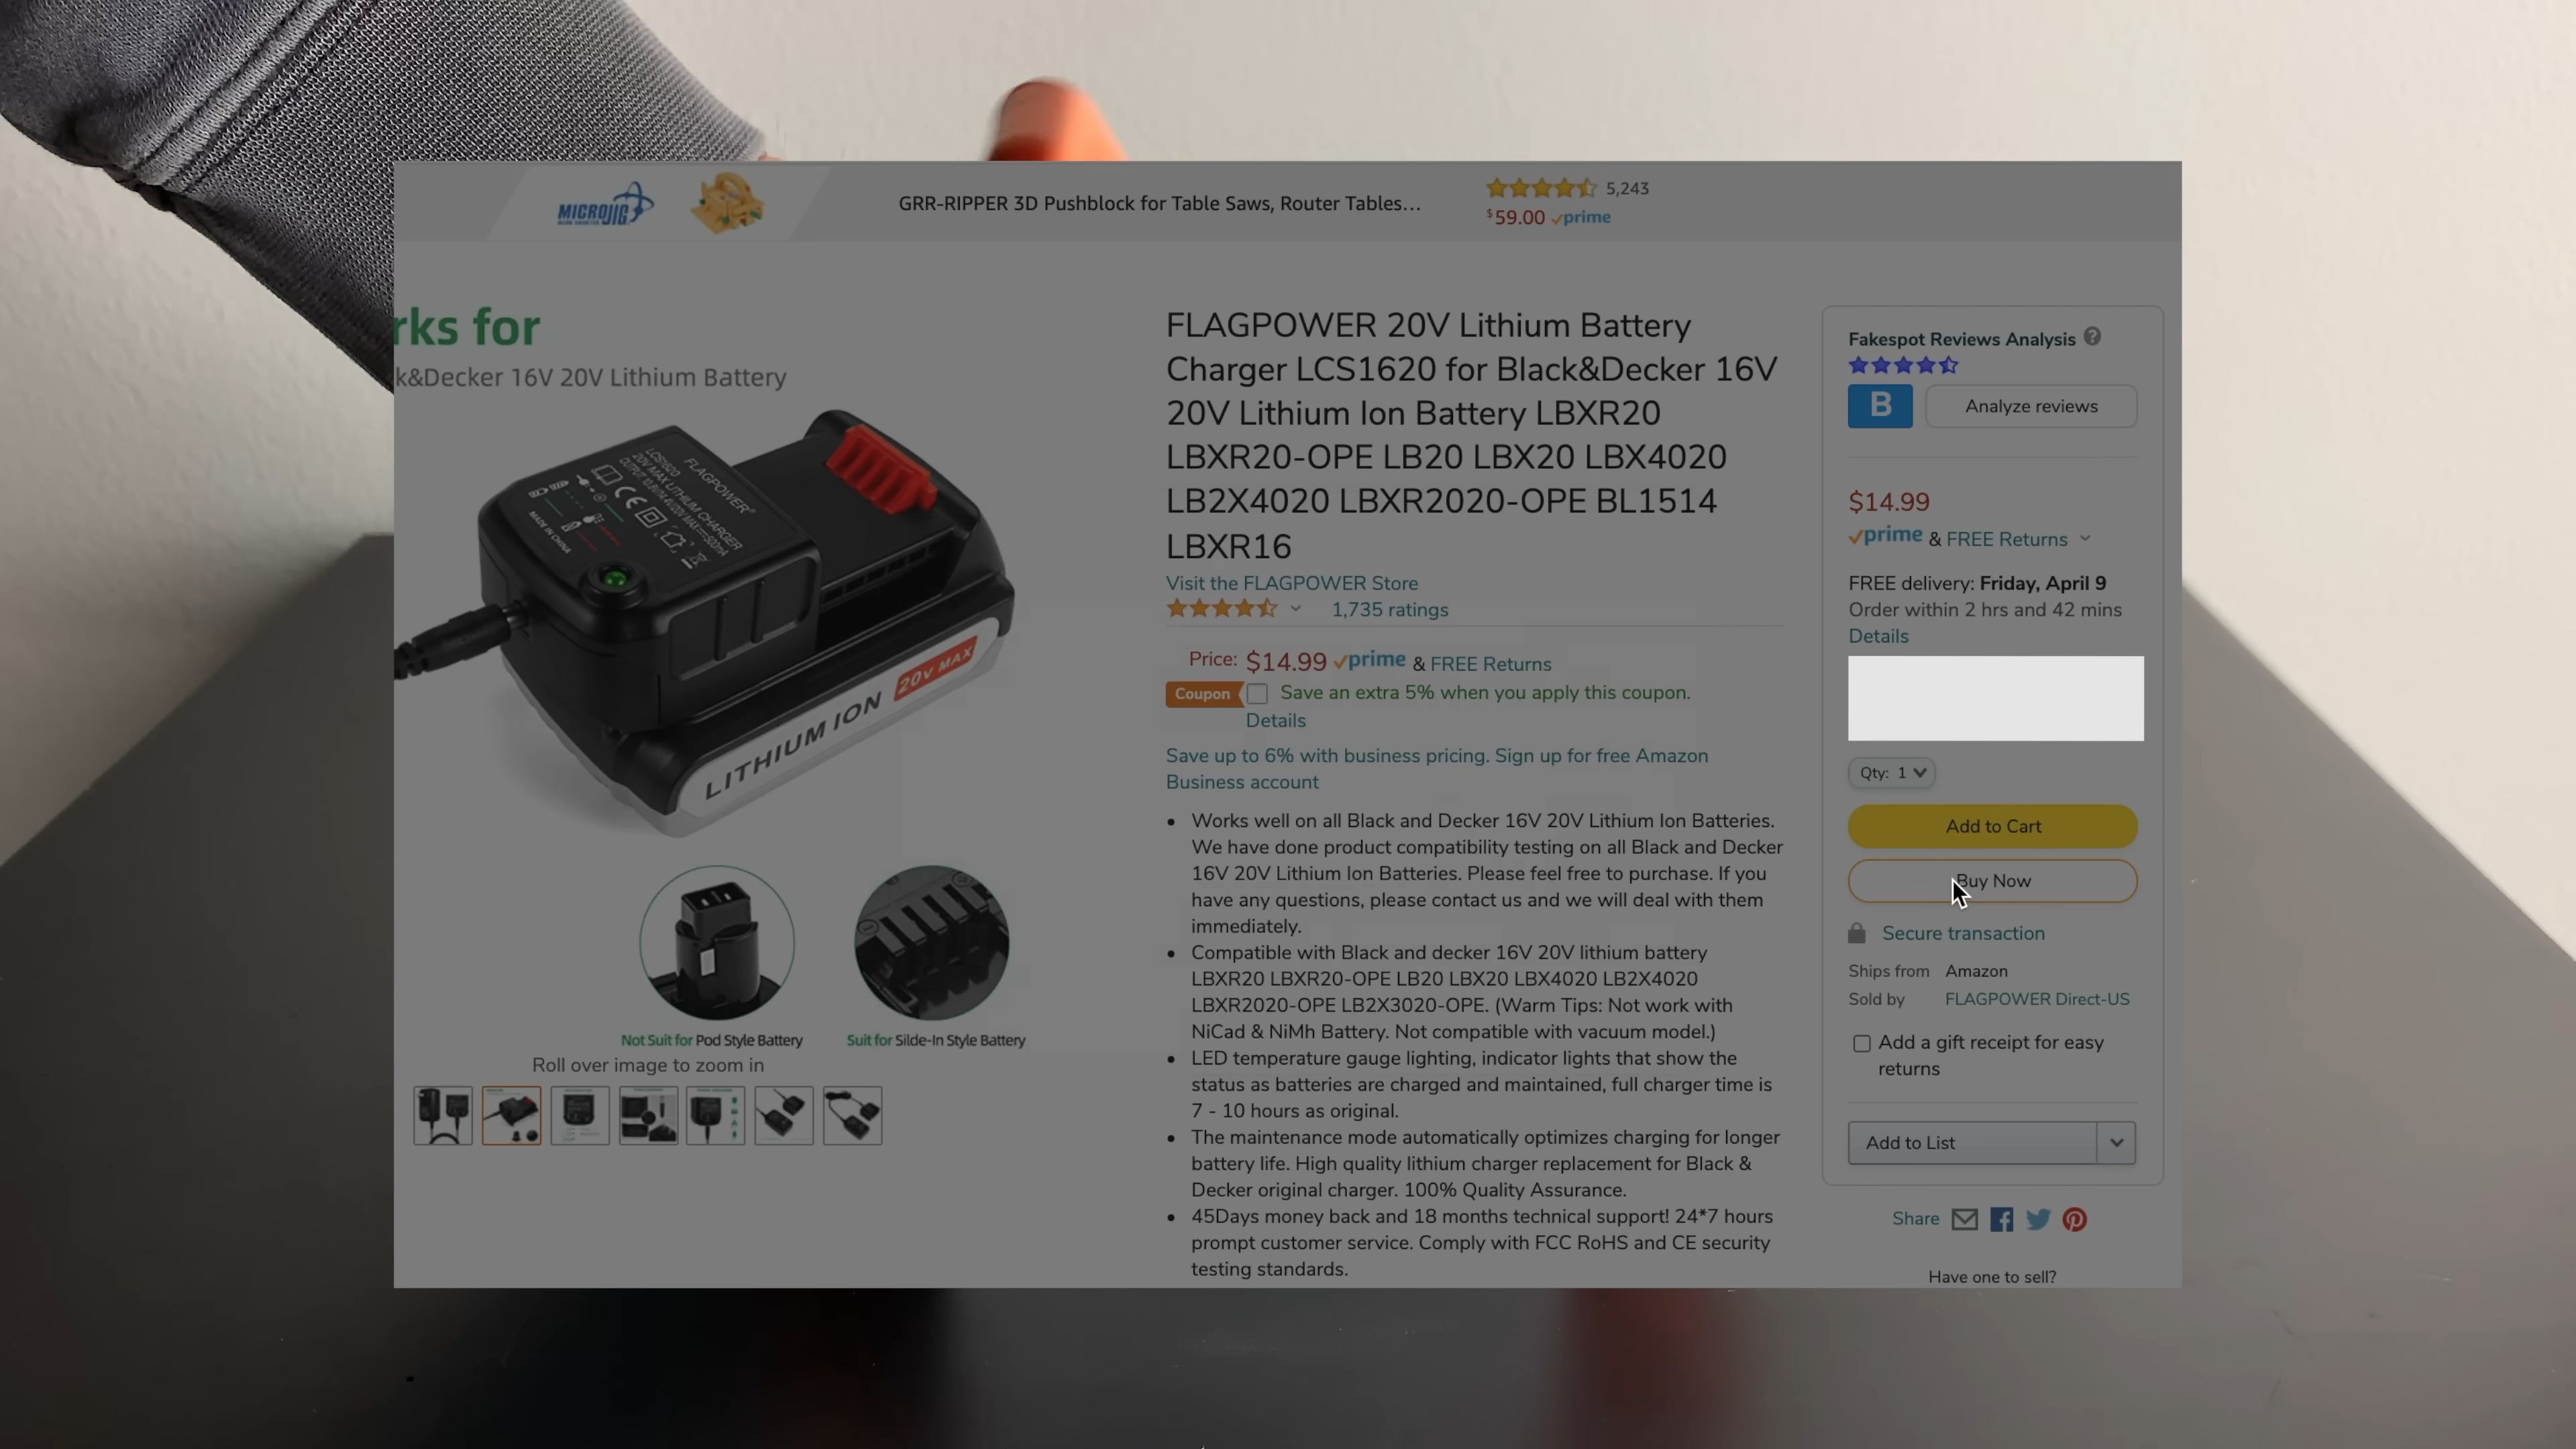 MICROJIG
GRR-RIPPER 3D Pushblock for Table Saws, Router Tables…
5,243
$59.00 prime
rks for
k&Decker 16V 20V Lithium Battery
FLAGPOWER®
LCS1620
20V MAX LITHIUM CHARGER
MADE IN CHINA
LITHIUM ION 20V MAX
Not Suit for Pod Style Battery
Suit for Silde-In Style Battery
Roll over image to zoom in
FLAGPOWER 20V Lithium Battery
Charger LCS1620 for Black&Decker 16V
20V Lithium Ion Battery LBXR20
LBXR20-OPE LB20 LBX20 LBX4020
LB2X4020 LBXR2020-OPE BL1514
LBXR16
Visit the FLAGPOWER Store
1,735 ratings
Price: $14.99 prime & FREE Returns
Coupon Save an extra 5% when you apply this coupon.
Details
Save up to 6% with business pricing. Sign up for free Amazon
Business account
• Works well on all Black and Decker 16V 20V Lithium Ion Batteries.
We have done product compatibility testing on all Black and Decker
16V 20V Lithium Ion Batteries. Please feel free to purchase. If you
have any questions, please contact us and we will deal with them
immediately.
• Compatible with Black and decker 16V 20V lithium battery
LBXR20 LBXR20-OPE LB20 LBX20 LBX4020 LB2X4020
LBXR2020-OPE LB2X3020-OPE. (Warm Tips: Not work with
NiCad & NiMh Battery. Not compatible with vacuum model.)
• LED temperature gauge lighting, indicator lights that show the
status as batteries are charged and maintained, full charger time is
7 - 10 hours as original.
• The maintenance mode automatically optimizes charging for longer
battery life. High quality lithium charger replacement for Black &
Decker original charger. 100% Quality Assurance.
• 45Days money back and 18 months technical support! 24*7 hours
prompt customer service. Comply with FCC RoHS and CE security
testing standards.
Fakespot Reviews Analysis ?
B Analyze reviews
$14.99
prime & FREE Returns
FREE delivery: Friday, April 9
Order within 2 hrs and 42 mins
Details
Qty: 1
Add to Cart
Buy Now
Secure transaction
Ships from Amazon
Sold by FLAGPOWER Direct-US
Add a gift receipt for easy
returns
Add to List
Share
Have one to sell?